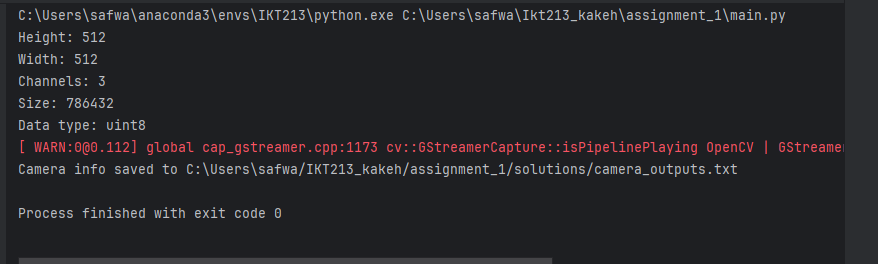 C:\Users\safwa\anaconda3\envs\IKT213\python.exe C:\Users\safwa\Ikt213_kakeh\assignment_1\main.py
Height: 512
Width: 512
Channels: 3
Size: 786432
Data type: uint8
[ WARN:0@0.112] global cap_gstreamer.cpp:1173 cv::GStreamerCapture::isPipelinePlaying OpenCV | GStreamer
Camera info saved to C:\Users\safwa/IKT213_kakeh/assignment_1/solutions/camera_outputs.txt
Process finished with exit code 0